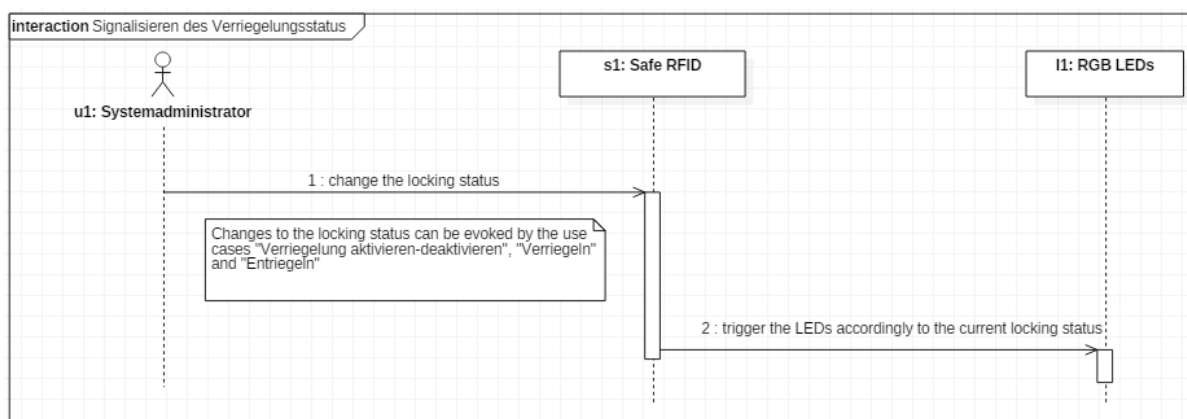 interaction Signalisieren des Verriegelungsstatus
s1: Safe RFID
l1: RGB LEDs
u1: Systemadministrator
1 : change the locking status
Changes to the locking status can be evoked by the use
cases "Verriegelung aktivieren-deaktivieren", "Verriegeln"
and "Entriegeln"
2 : trigger the LEDs accordingly to the current locking status